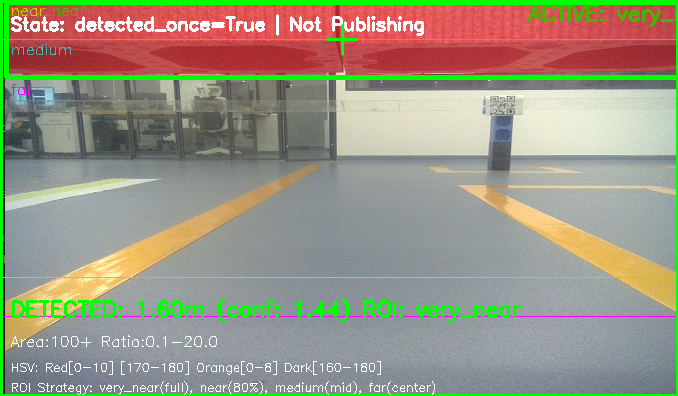 near
State: detected_once=True | Not Publishing
ACTIVE: very_
medium
far
DETECTED: 1.60m (conf: 1.44) ROI: very_near
Area:100+ Ratio:0.1-20.0
HSV: Red[0-10] [170-180] Orange[0-8] Dark[160-180]
ROI Strategy: very_near(full), near(80%), medium(mid), far(center)